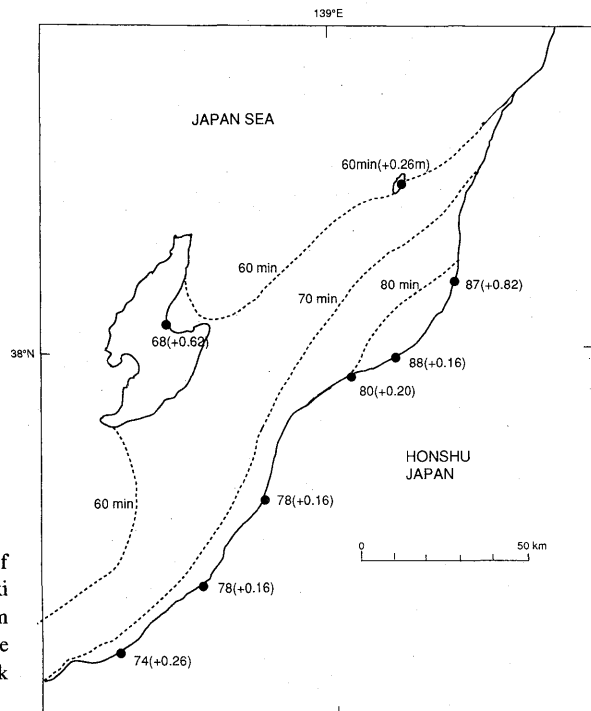 139°E
JAPAN SEA
60min(+0.26m)
60 min
70 min
80 min
87(+0.82)
68(+0.62)
38°N
88(+0.16)
80(+0.20)
HONSHU
JAPAN
60 min
78(+0.16)
0 50 km
78(+0.16)
74(+0.26)
of
ki
e
k